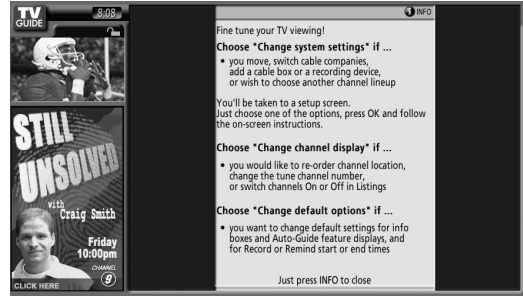 TV
GUIDE
8:08
INFO
Fine tune your TV viewing!
Choose "Change system settings" if ...
• you move, switch cable companies,
add a cable box or a recording device,
or wish to choose another channel lineup
You'll be taken to a setup screen.
Just choose one of the options, press OK and follow
the on-screen instructions.
Choose "Change channel display" if ...
• you would like to re-order channel location,
change the tune channel number,
or switch channels On or Off in Listings
Choose "Change default options" if ...
• you want to change default settings for info
boxes and Auto-Guide feature displays, and
for Record or Remind start or end times
Just press INFO to close
STILL
UNSOLVED
with
Craig Smith
Friday
10:00pm
CHANNEL
9
CLICK HERE